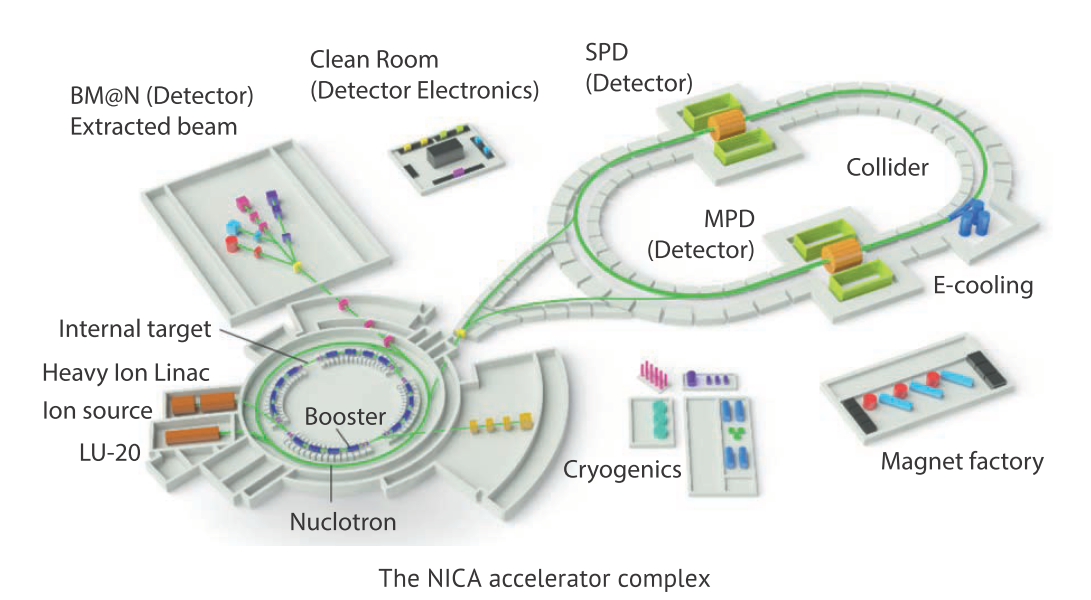 SPD
(Detector)
Clean Room
(Detector Electronics)
BM@N (Detector)
Extracted beam
Collider
MPD
(Detector)
E-cooling
Internal target
Heavy Ion Linac
Ion source
LU-20
Booster
Nuclotron
Cryogenics
Magnet factory
The NICA accelerator complex